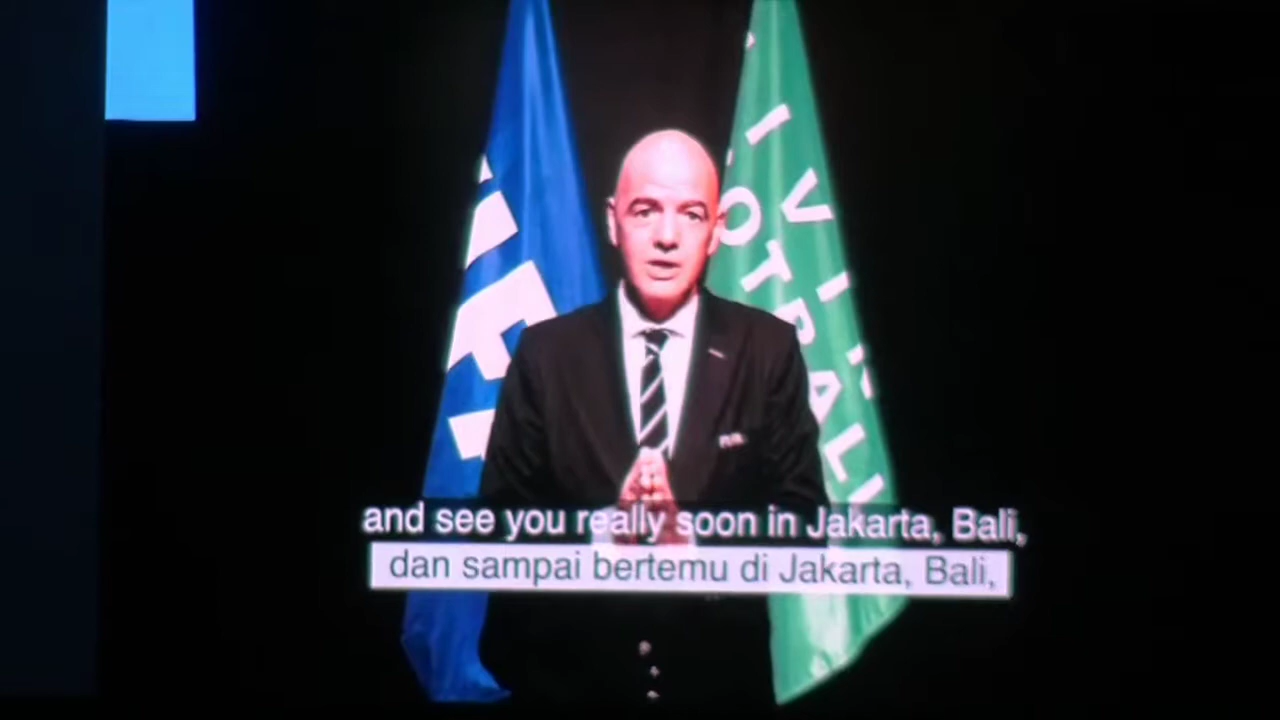 and see you really soon in Jakarta, Bali,
dan sampai bertemu di Jakarta, Bali,